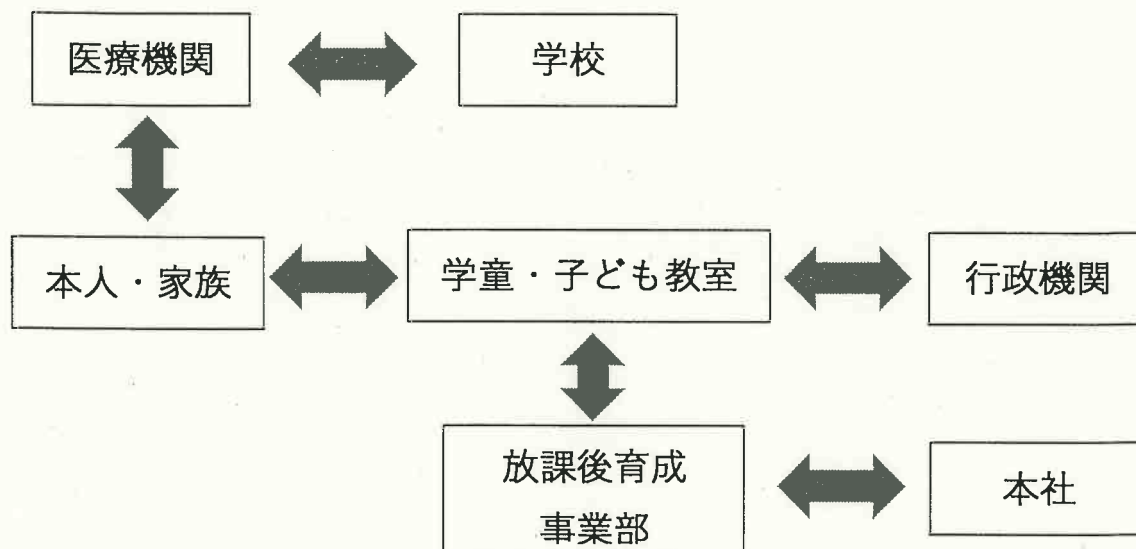 医療機関
学校
本人・家族
学童・子ども教室
行政機関
放課後育成
事業部
本社